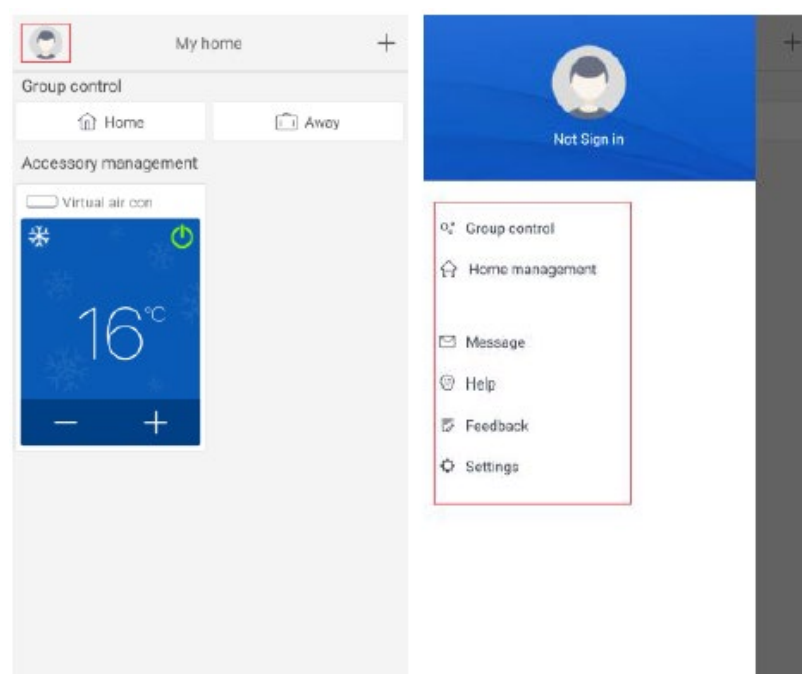 My home
+
Group control
Home
Away
Accessory management
Virtual air con
16°C
− +
Not Sign in
Group control
Home management
Message
Help
Feedback
Settings
+